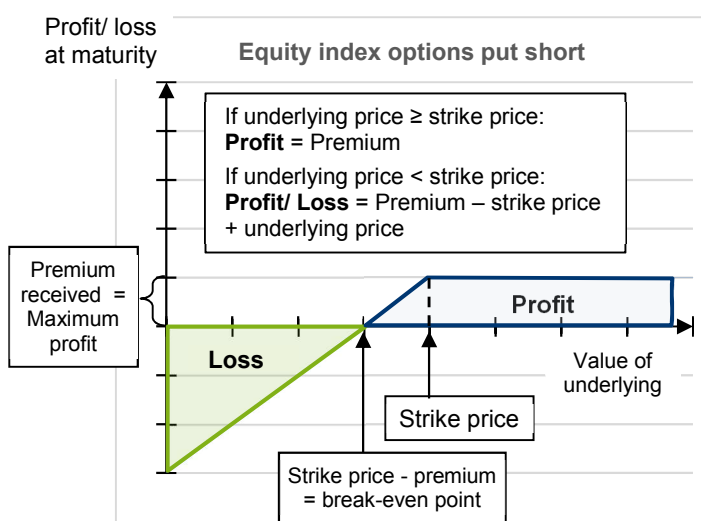 Profit/ loss
at maturity
Equity index options put short
If underlying price ≥ strike price:
Profit = Premium
If underlying price < strike price:
Profit/ Loss = Premium – strike price
+ underlying price
Premium
received =
Maximum
profit
Profit
Loss
Value of
underlying
Strike price
Strike price - premium
= break-even point